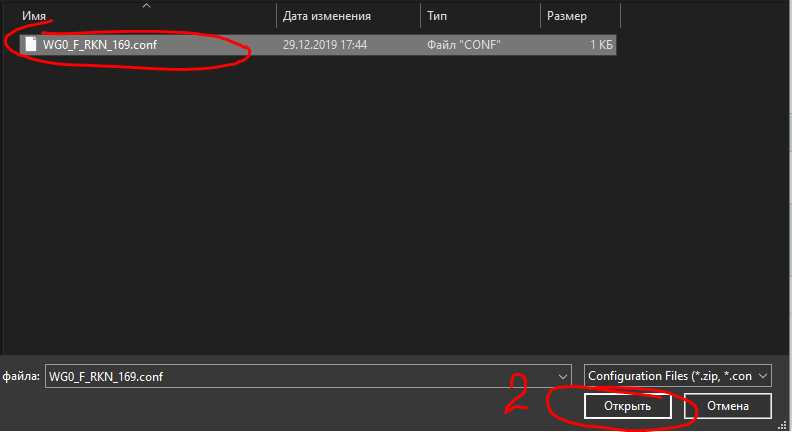 Имя Дата изменения Тип Размер
WG0_F_RKN_169.conf 29.12.2019 17:44 Файл "CONF" 1 КБ
файла: WG0_F_RKN_169.conf Configuration Files (*.zip, *.con
2 Открыть Отмена